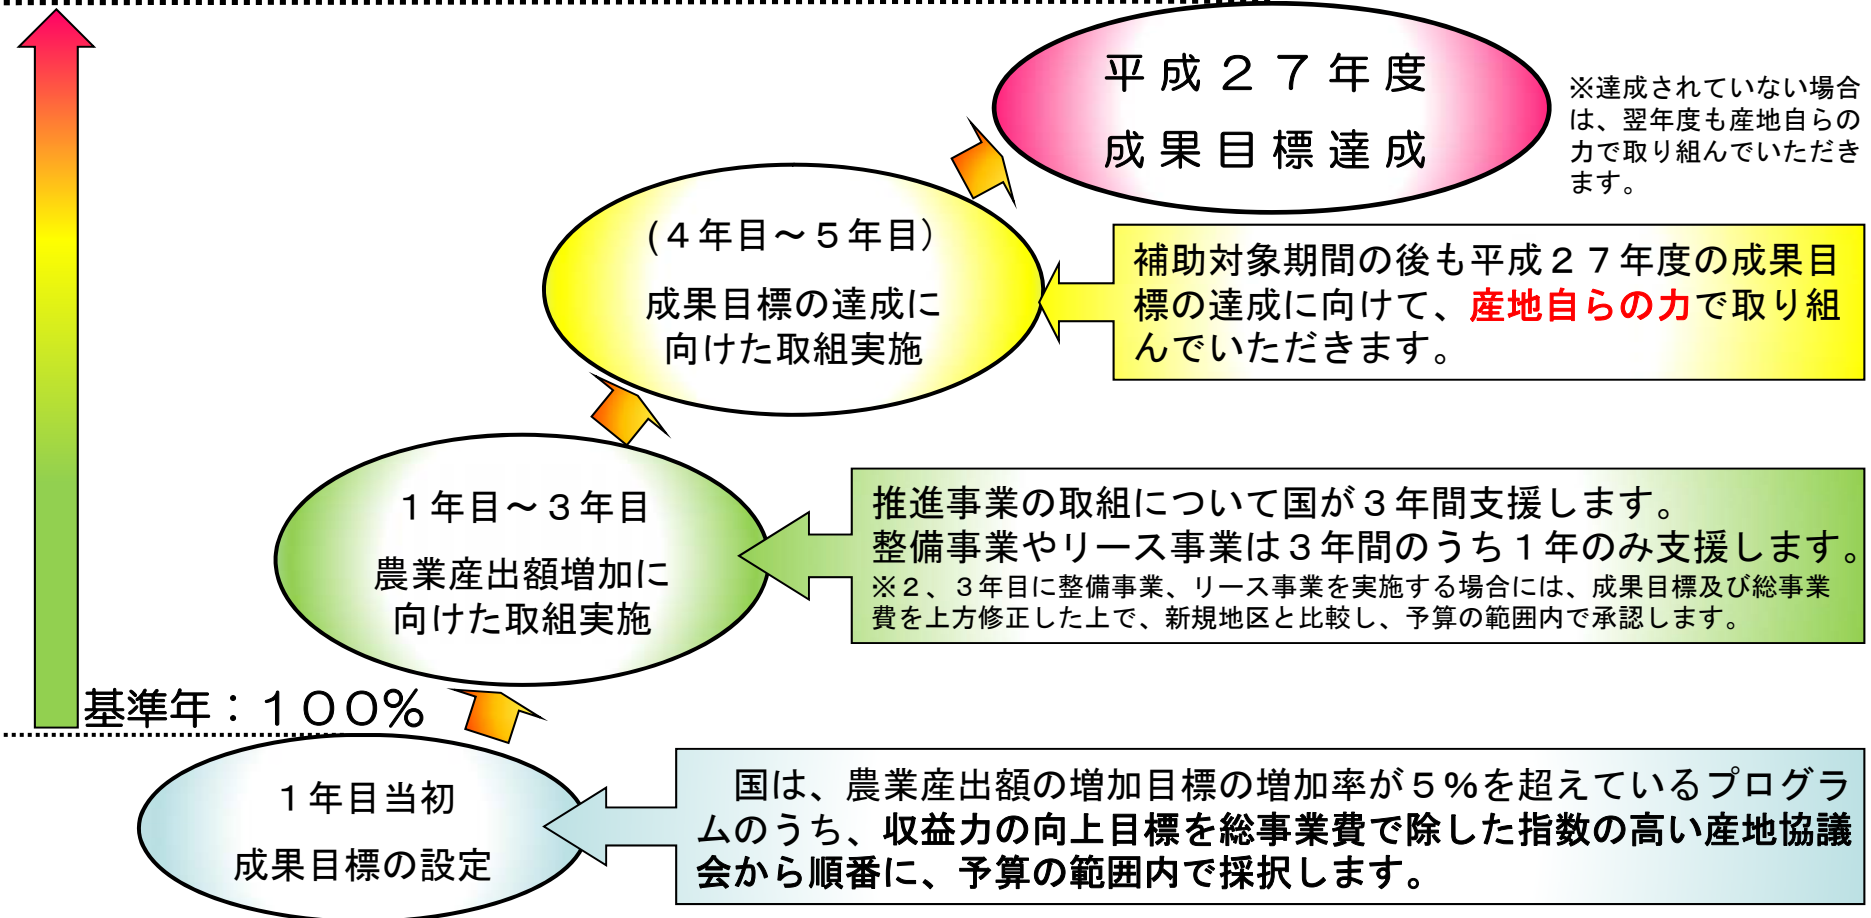 平成２７年度
成果目標達成
※達成されていない場合
は、翌年度も産地自らの
力で取り組んでいただき
ます。
(４年目～５年目）
成果目標の達成に
向けた取組実施
補助対象期間の後も平成２７年度の成果目
標の達成に向けて、産地自らの力で取り組
んでいただきます。
１年目～３年目
農業産出額増加に
向けた取組実施
推進事業の取組について国が３年間支援します。
整備事業やリース事業は３年間のうち１年のみ支援します。
※２、３年目に整備事業、リース事業を実施する場合には、成果目標及び総事業
費を上方修正した上で、新規地区と比較し、予算の範囲内で承認します。
基準年：１００％
１年目当初
成果目標の設定
　国は、農業産出額の増加目標の増加率が５％を超えているプログラ
ムのうち、収益力の向上目標を総事業費で除した指数の高い産地協議
会から順番に、予算の範囲内で採択します。